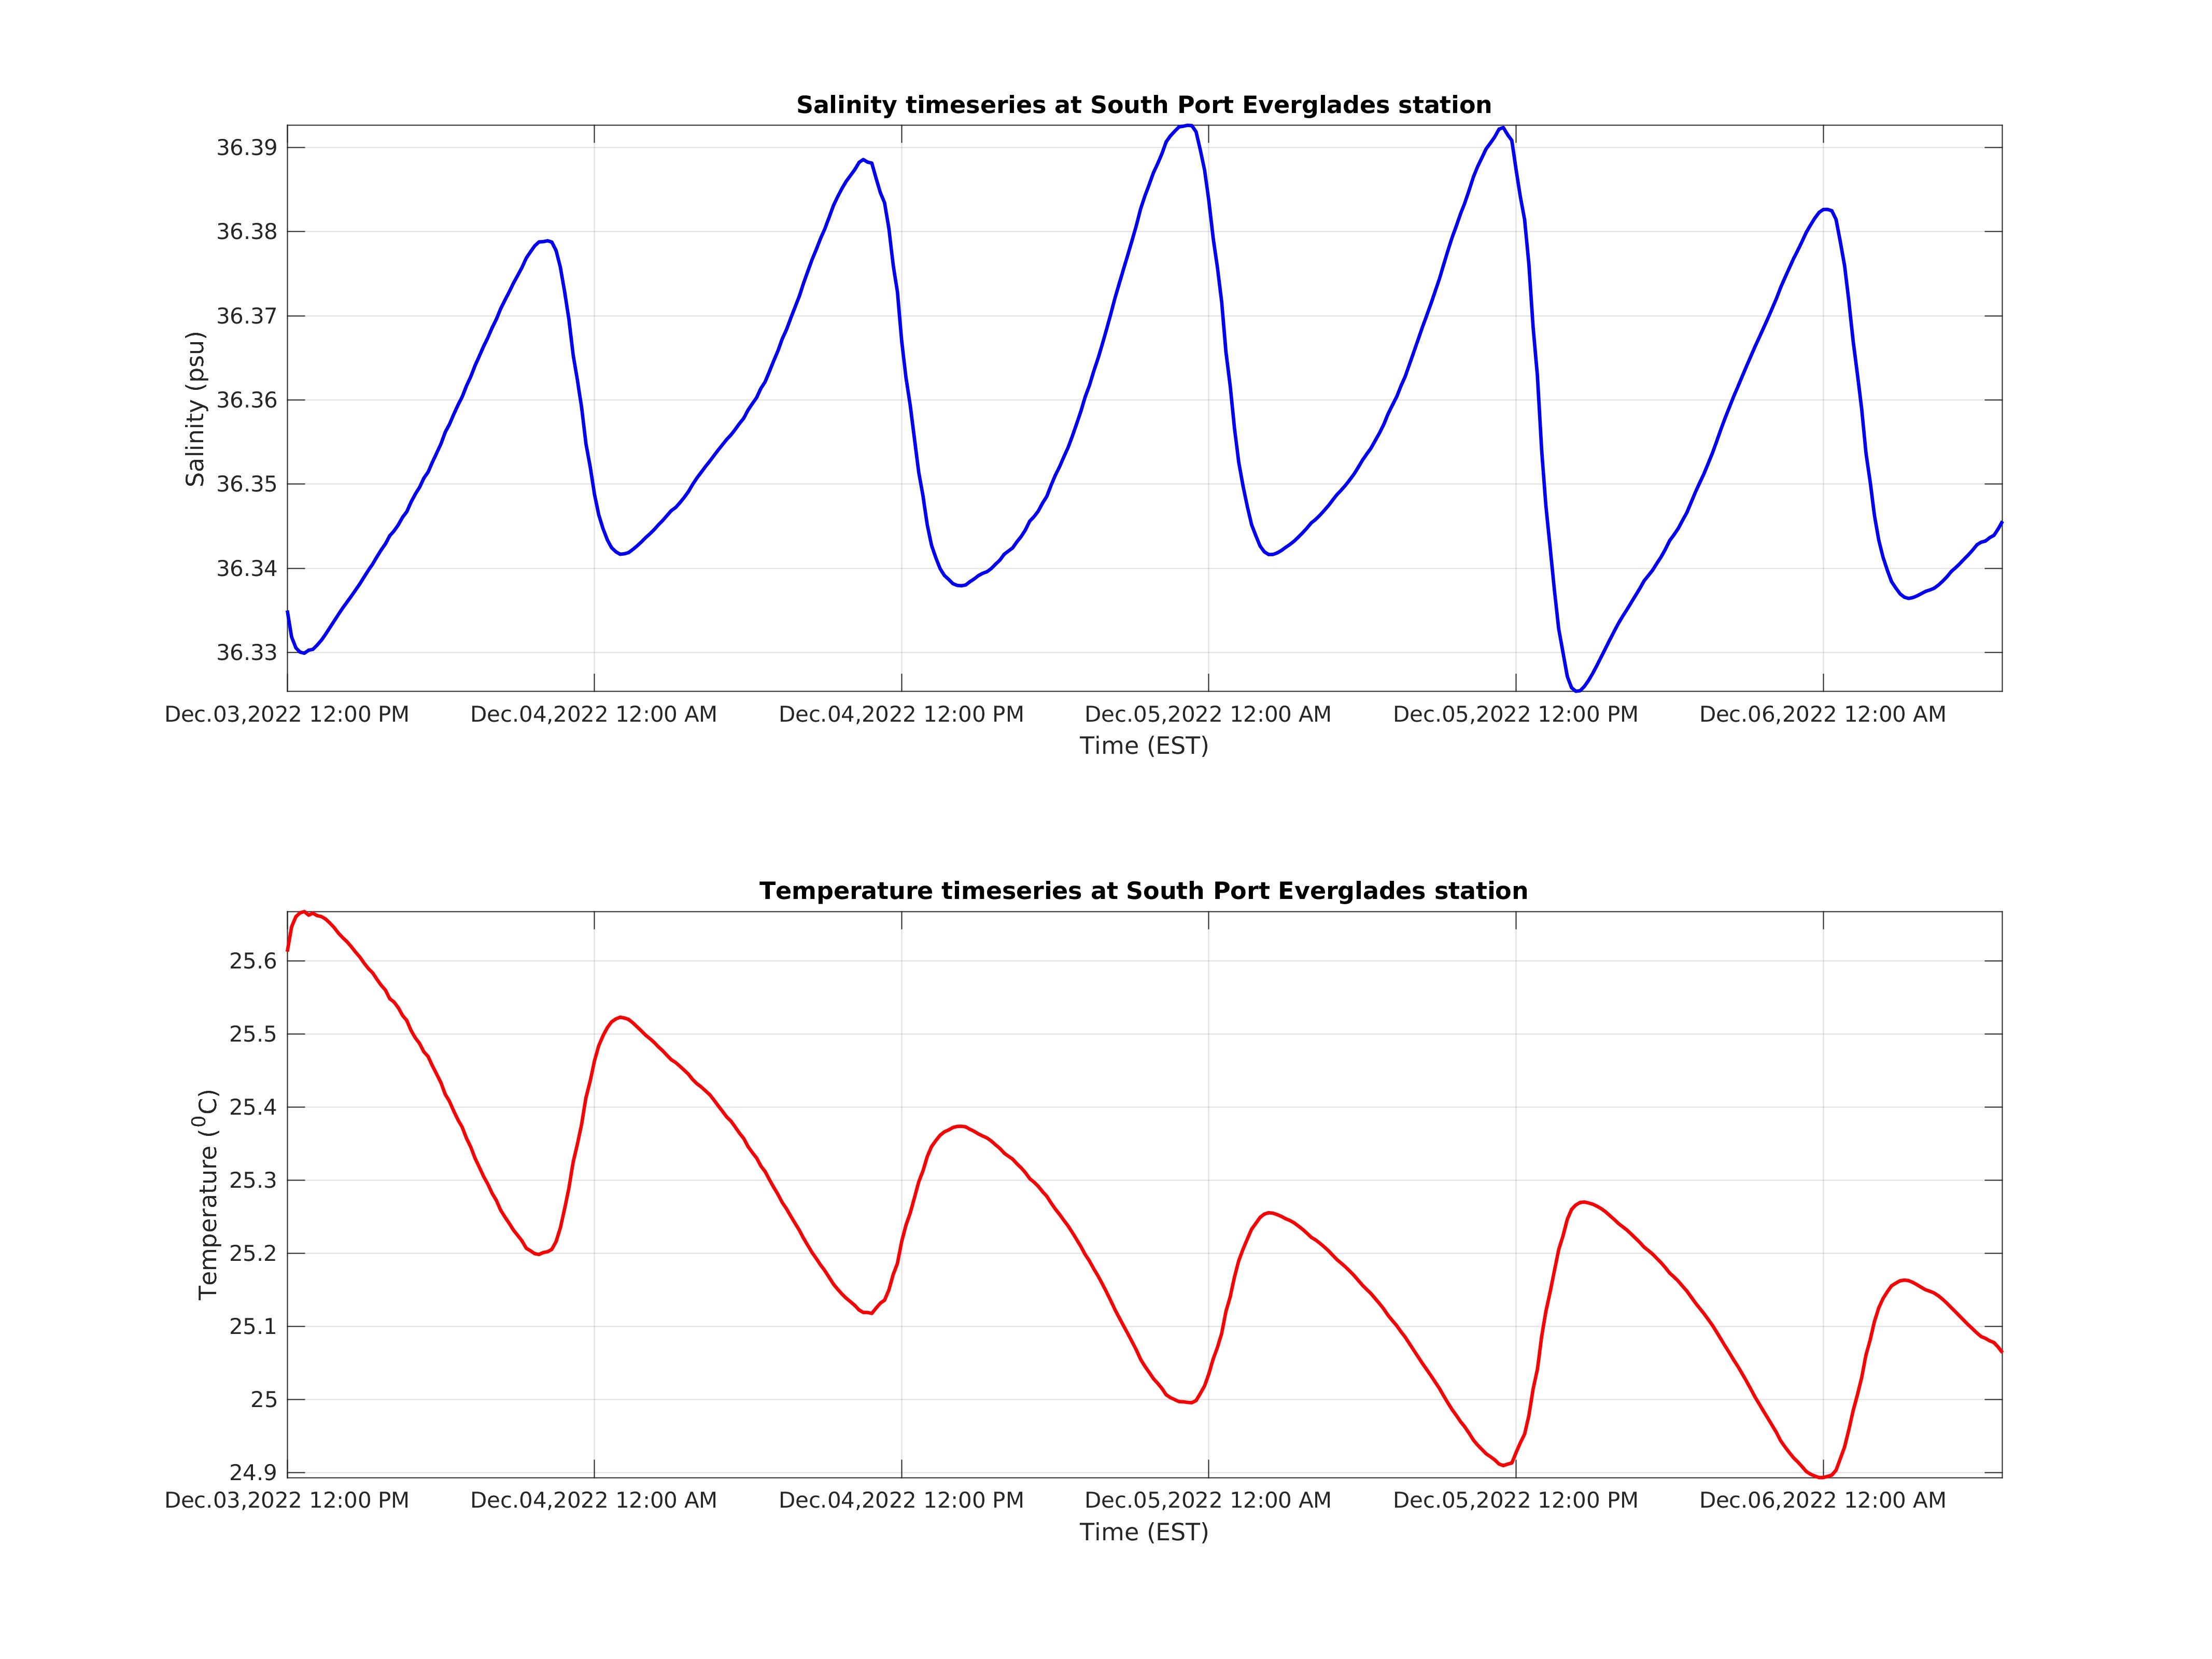 Salinity timeseries at South Port Everglades station
36.39
36.38
36.37
36.36
36.35
36.34
36.33
Salinity (psu)
Dec.03,2022 12:00 PM Dec.04,2022 12:00 AM Dec.04,2022 12:00 PM Dec.05,2022 12:00 AM Dec.05,2022 12:00 PM Dec.06,2022 12:00 AM
Time (EST)
Temperature timeseries at South Port Everglades station
25.6
25.5
25.4
25.3
25.2
25.1
25
24.9
Temperature (⁰C)
Dec.03,2022 12:00 PM Dec.04,2022 12:00 AM Dec.04,2022 12:00 PM Dec.05,2022 12:00 AM Dec.05,2022 12:00 PM Dec.06,2022 12:00 AM
Time (EST)